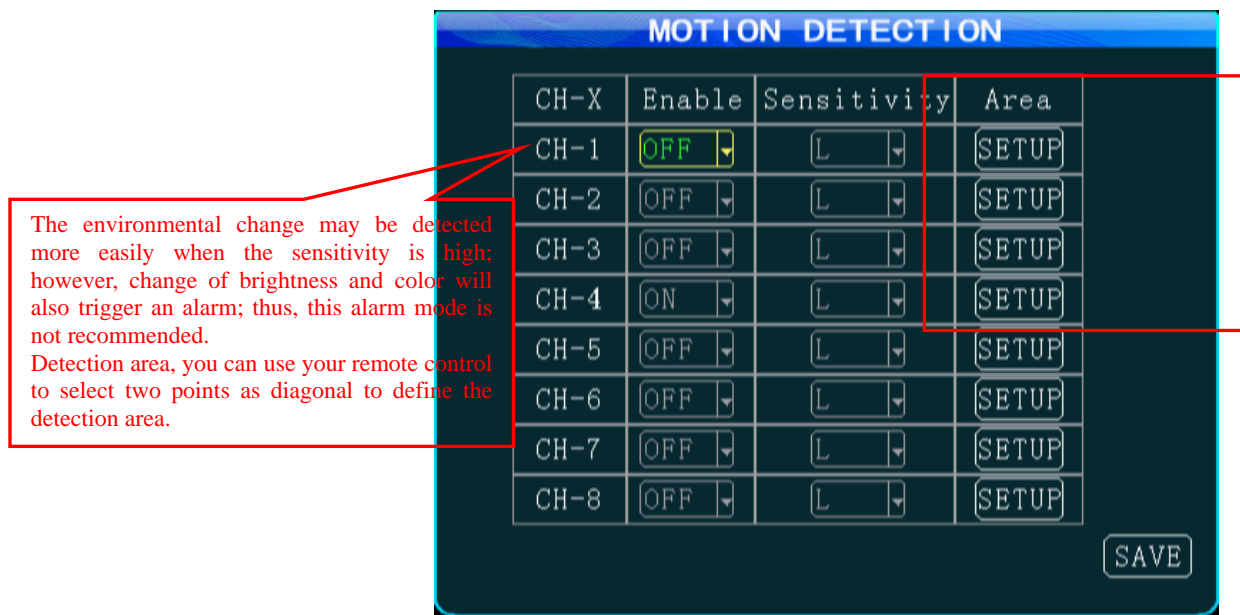 MOTION DETECTION
CH-X Enable Sensitivity Area
CH-1 OFF L SETUP
CH-2 OFF L SETUP
CH-3 OFF L SETUP
CH-4 ON L SETUP
CH-5 OFF L SETUP
CH-6 OFF L SETUP
CH-7 OFF L SETUP
CH-8 OFF L SETUP
SAVE
The environmental change may be detected
more easily when the sensitivity is high;
however, change of brightness and color will
also trigger an alarm; thus, this alarm mode is
not recommended.
Detection area, you can use your remote control
to select two points as diagonal to define the
detection area.